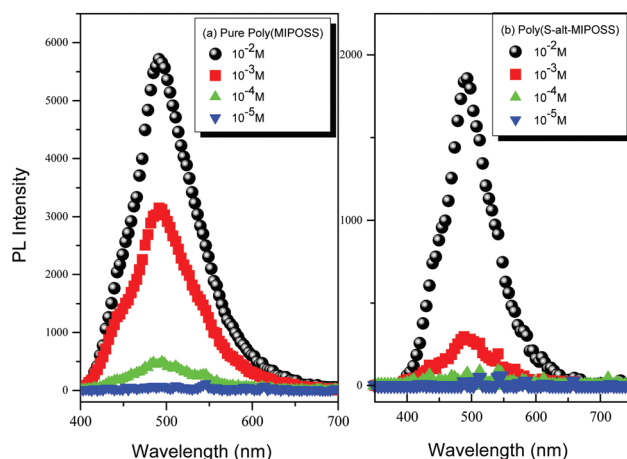 (a) Pure Poly(MIPOSS)
10⁻²M
10⁻³M
10⁻⁴M
10⁻⁵M
6000
5000
4000
3000
2000
1000
0
400 500 600 700
PL Intensity
Wavelength (nm)
(b) Poly(S-alt-MIPOSS)
10⁻²M
10⁻³M
10⁻⁴M
10⁻⁵M
2000
1000
0
400 500 600 700
Wavelength (nm)